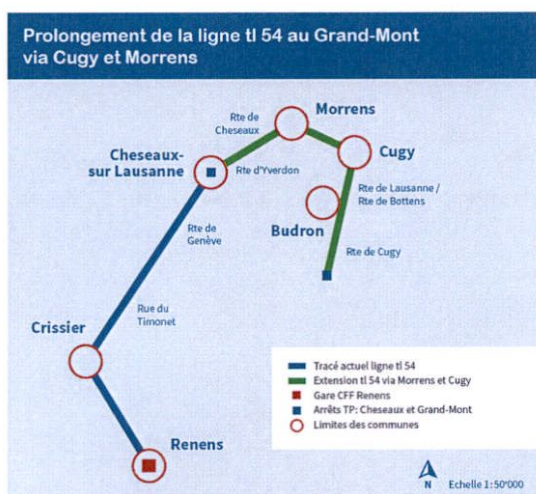 Prolongement de la ligne tl 54 au Grand-Mont
via Cugy et Morrens
Morrens
Rte de
Cheseaux
Cugy
Cheseaux-
sur Lausanne
Rte d'Yverdon
Rte de Lausanne /
Rte de Bottens
Budron
Rte de
Genève
Rte de Cugy
Rue du
Timonet
Crissier
Tracé actuel ligne tl 54
Extension tl 54 via Morrens et Cugy
Gare CFF Renens
Arrêts TP: Cheseaux et Grand-Mont
Limites des communes
Renens
N
Echelle 1:50'000